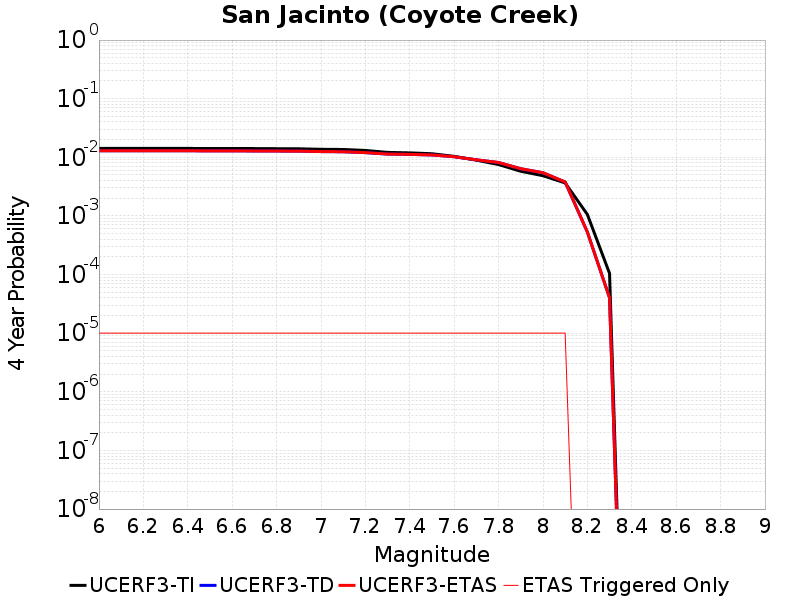 San Jacinto (Coyote Creek)
4 Year Probability
10^0
10^-1
10^-2
10^-3
10^-4
10^-5
10^-6
10^-7
10^-8
6 6.2 6.4 6.6 6.8 7 7.2 7.4 7.6 7.8 8 8.2 8.4 8.6 8.8 9
Magnitude
UCERF3-TI UCERF3-TD UCERF3-ETAS ETAS Triggered Only